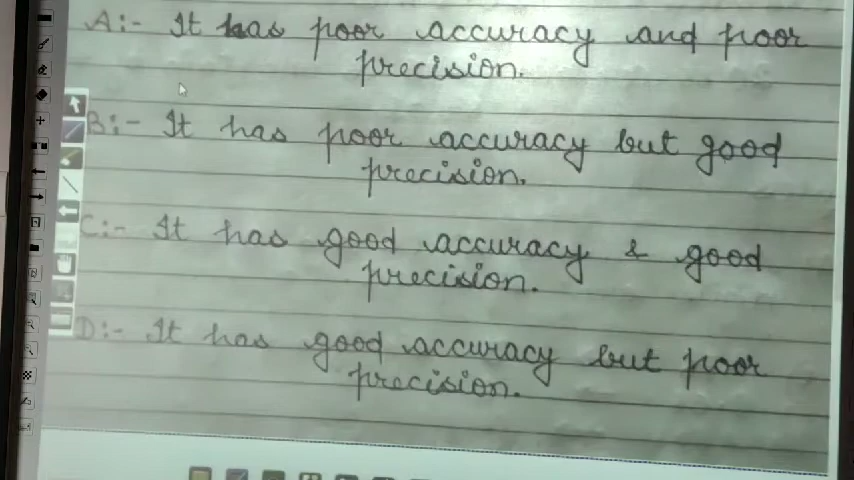 A:- It has poor accuracy and poor
precision.
B:- It has poor accuracy but good
precision.
C:- It has good accuracy & good
precision.
D:- It has good accuracy but poor
precision.